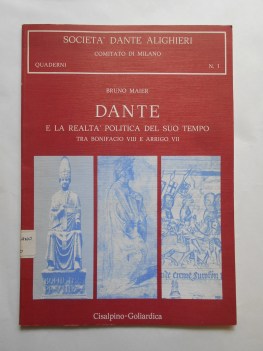 SOCIETA' DANTE ALIGHIERI
COMITATO DI MILANO
QUADERNI N. 1
BRUNO MAIER
DANTE
E LA REALTA' POLITICA DEL SUO TEMPO
TRA BONIFACIO VIII E ARRIGO VII
Cisalpino-Goliardica